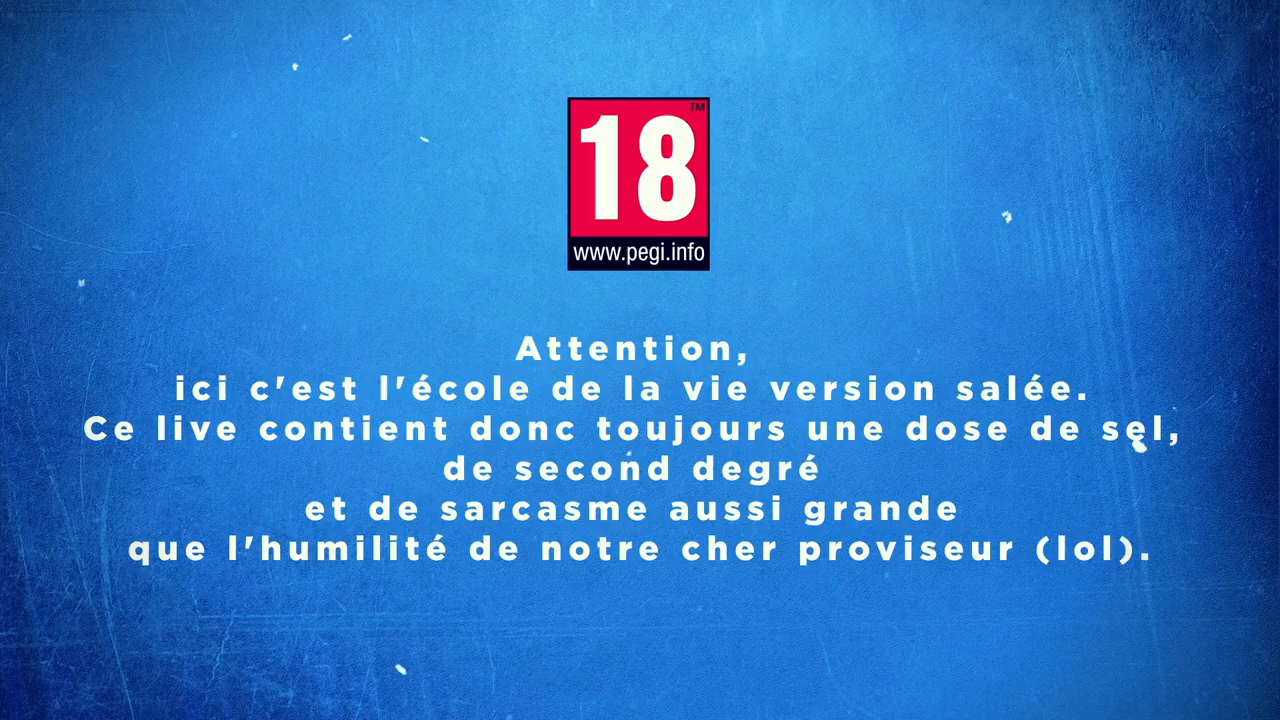 TM
18
www.pegi.info
Attention,
ici c'est l'école de la vie version salée.
Ce live contient donc toujours une dose de sel,
de second degré
et de sarcasme aussi grande
que l'humilité de notre cher proviseur (lol).